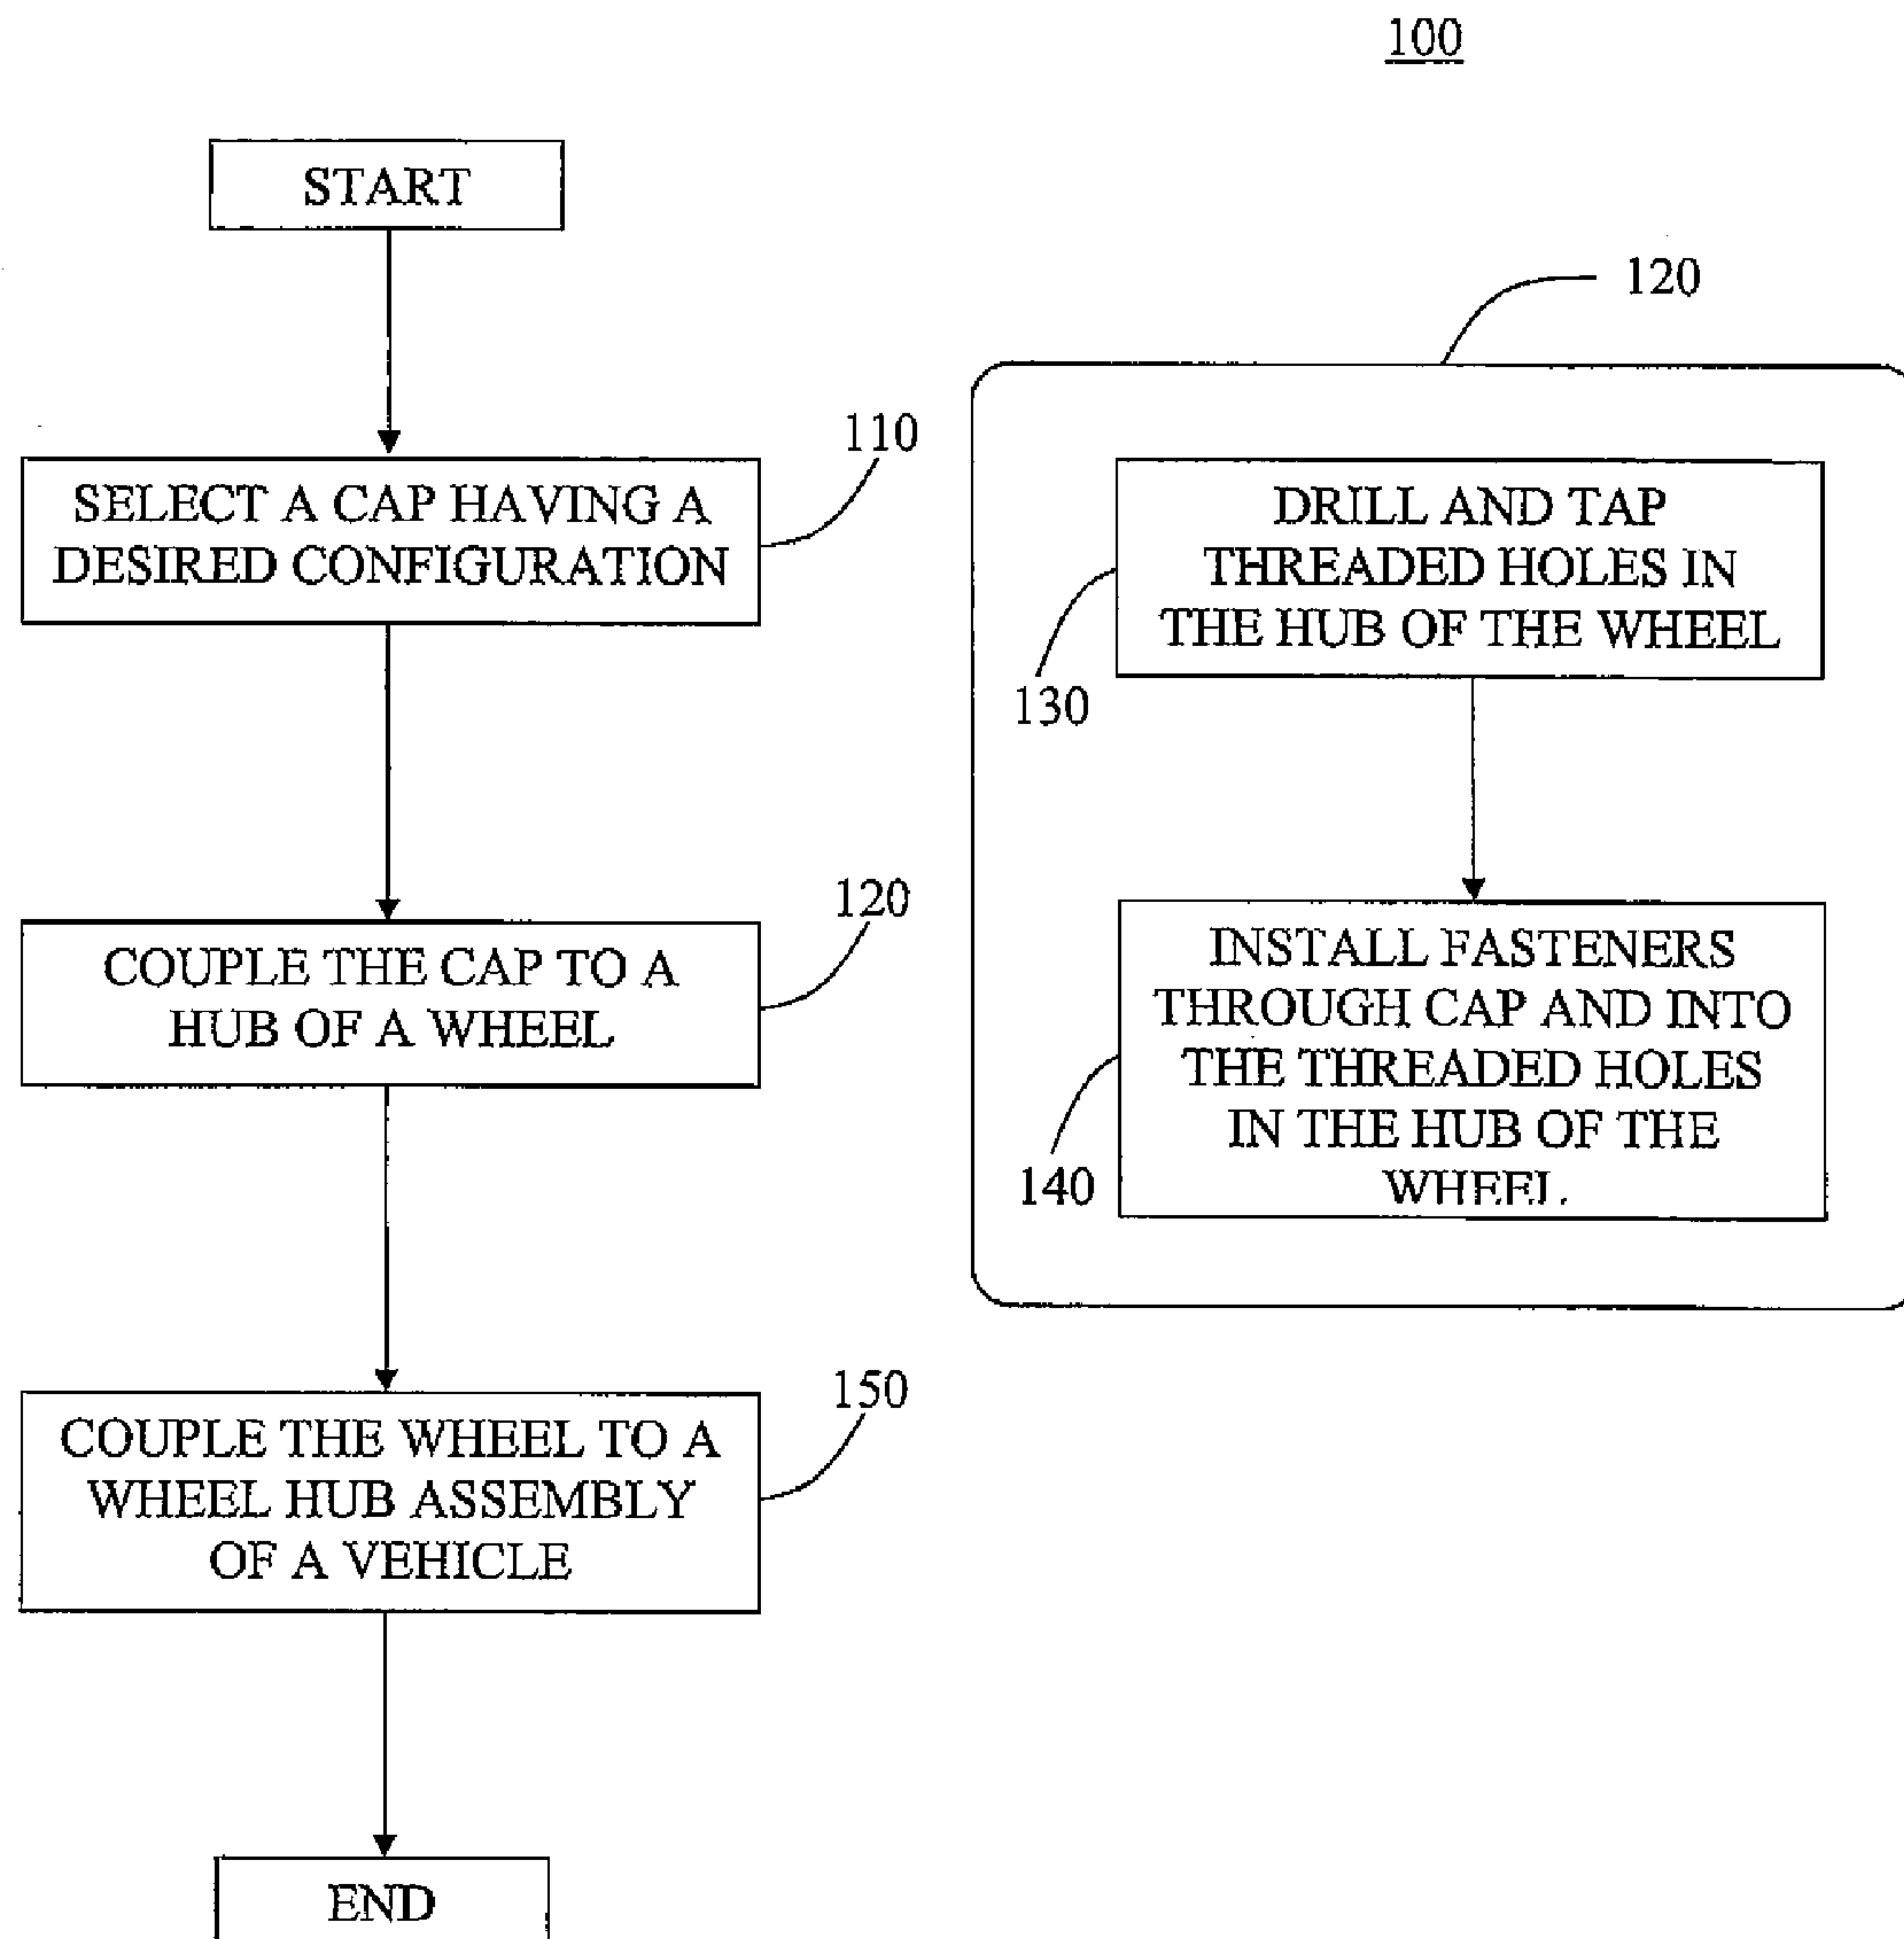 100
START
110
SELECT A CAP HAVING A
DESIRED CONFIGURATION
120
COUPLE THE CAP TO A
HUB OF A WHEEL
150
COUPLE THE WHEEL TO A
WHEEL HUB ASSEMBLY
OF A VEHICLE
END
120
DRILL AND TAP
THREADED HOLES IN
THE HUB OF THE WHEEL
130
INSTALL FASTENERS
THROUGH CAP AND INTO
THE THREADED HOLES
IN THE HUB OF THE
WHEEL.
140